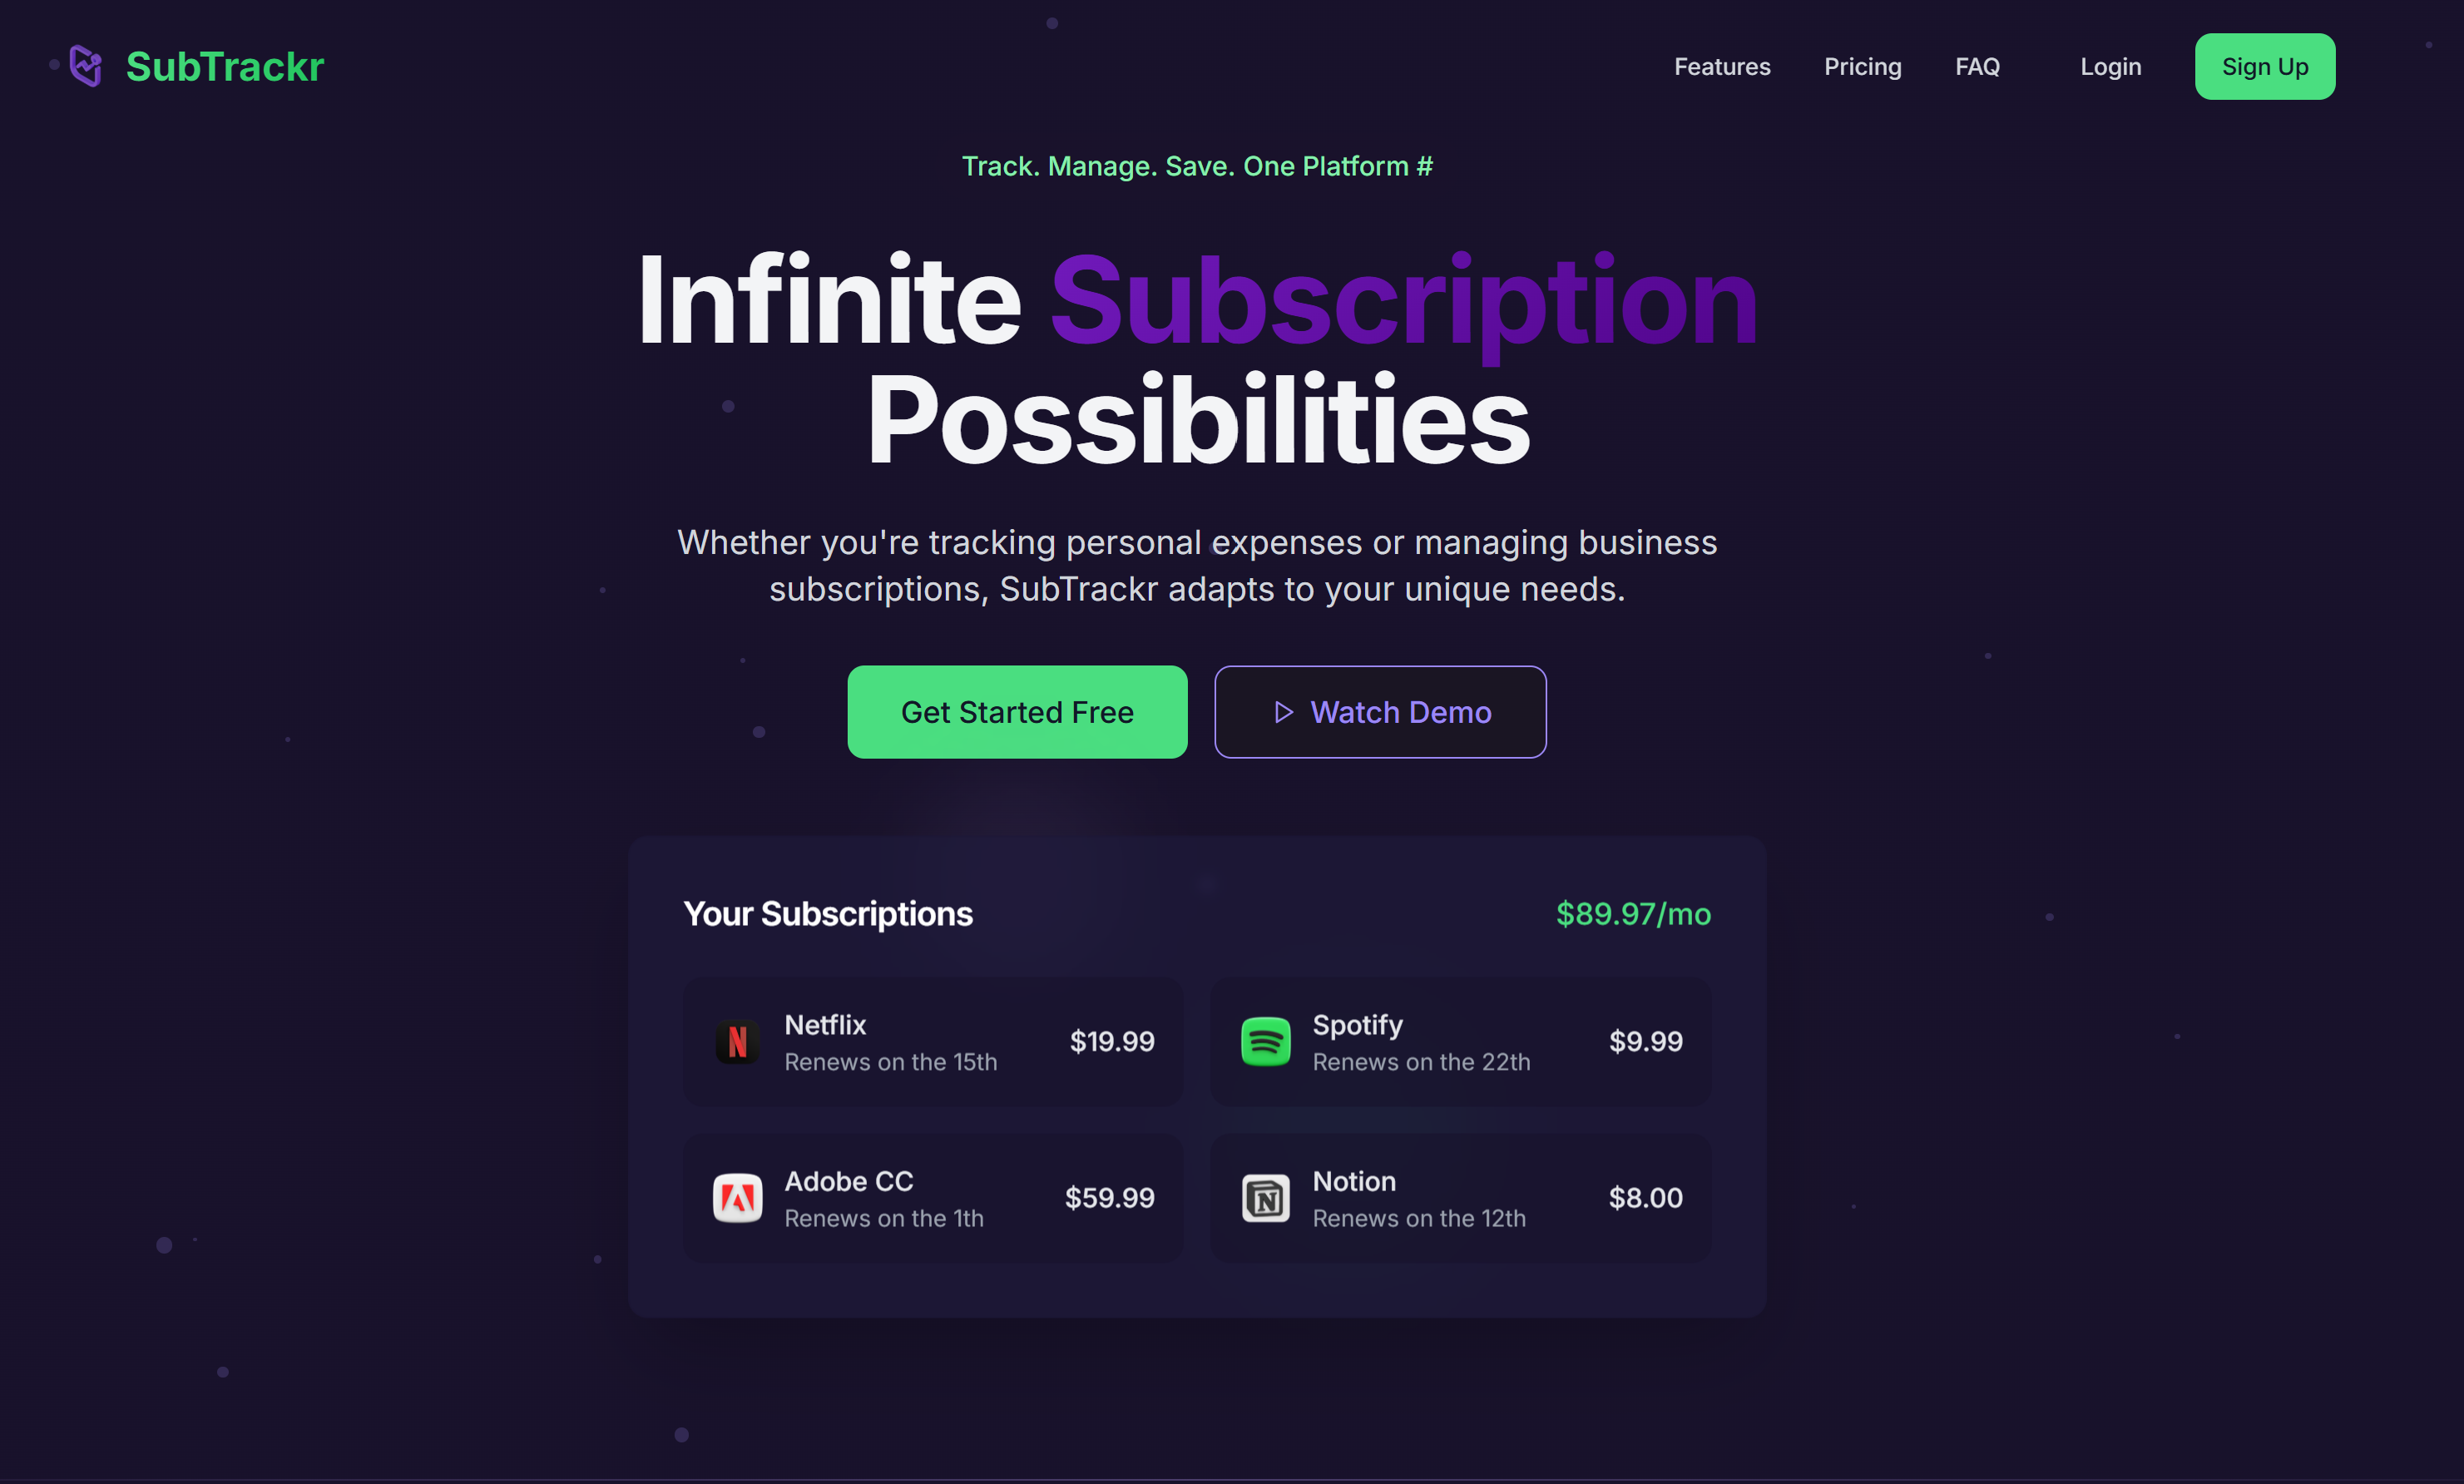 SubTrackr
Features Pricing FAQ Login Sign Up
Track. Manage. Save. One Platform #
Infinite Subscription
Possibilities
Whether you're tracking personal expenses or managing business
subscriptions, SubTrackr adapts to your unique needs.
Get Started Free
Watch Demo
Your Subscriptions
$89.97/mo
N
Netflix
Renews on the 15th
$19.99
Spotify
Renews on the 22th
$9.99
Adobe CC
Renews on the 1th
$59.99
N
Notion
Renews on the 12th
$8.00